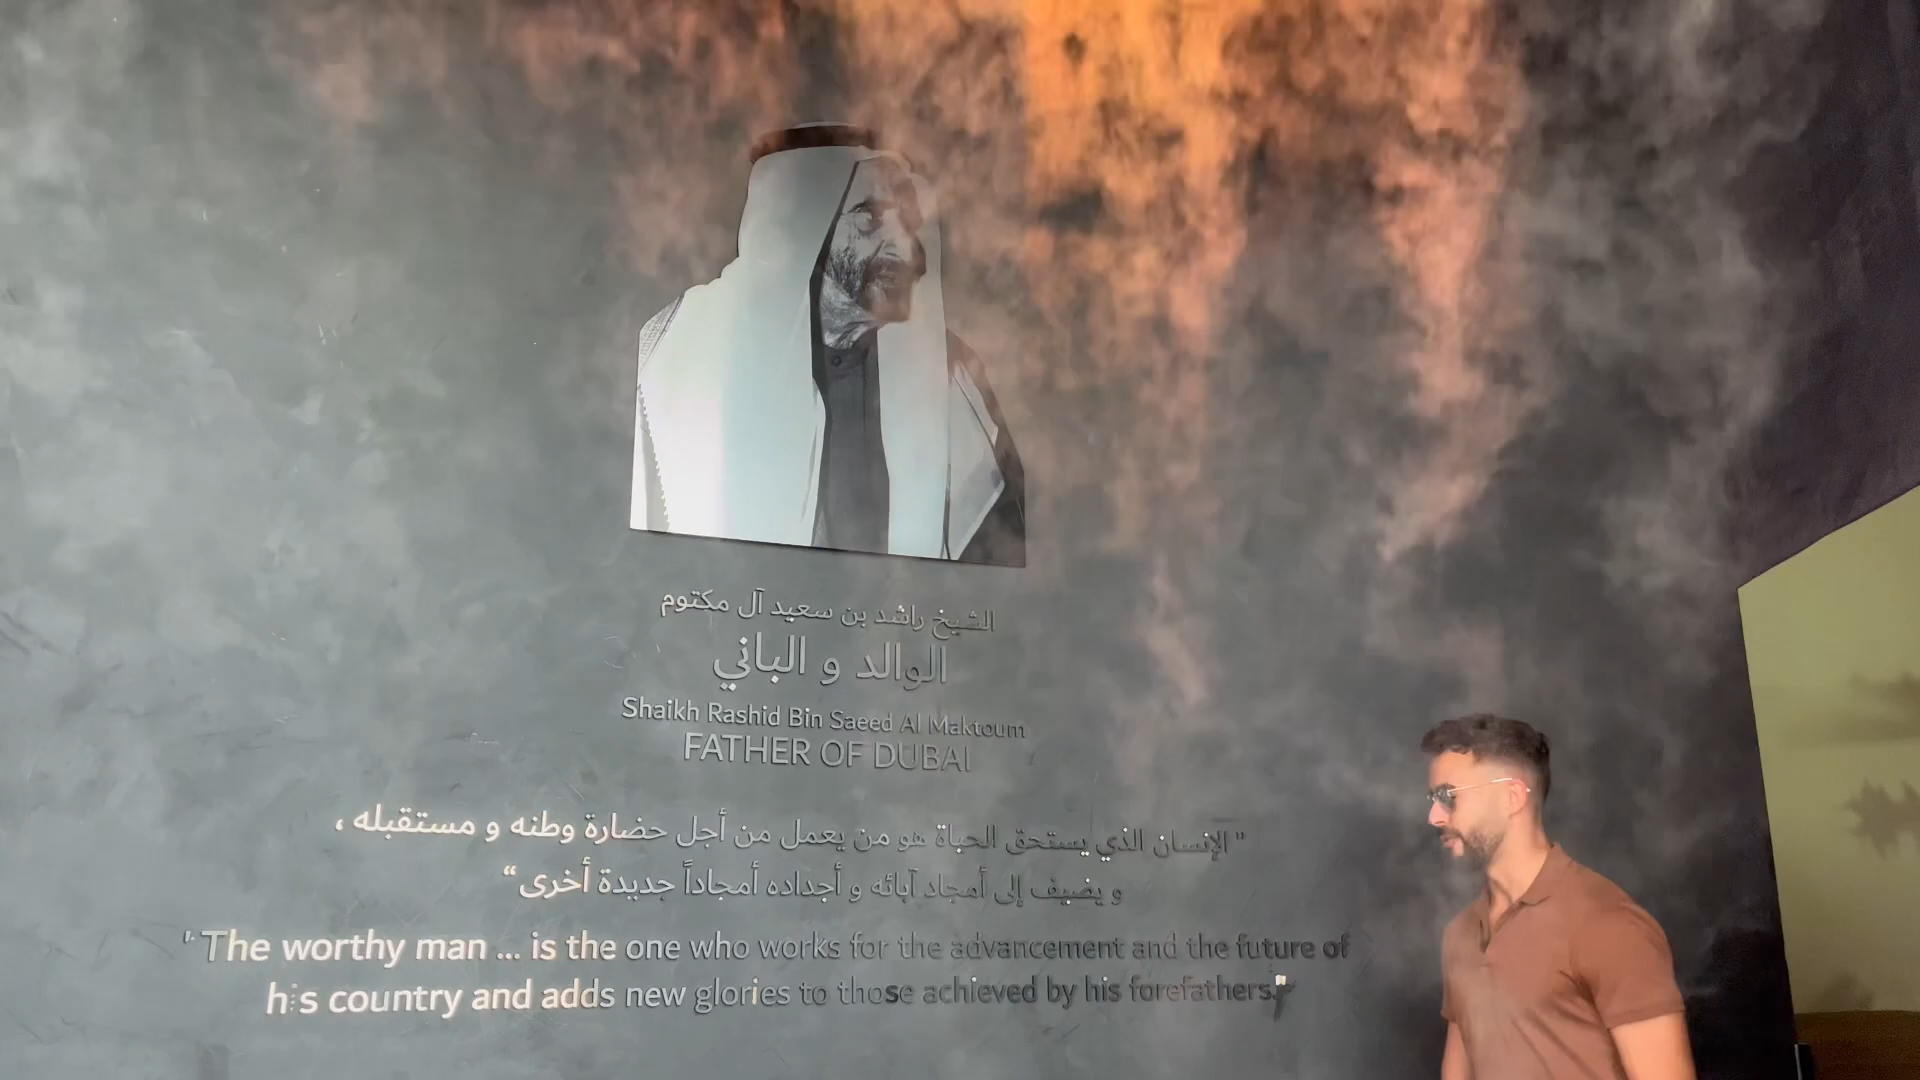 الشيخ راشد بن سعيد آل مكتوم
الوالد و الباني
Shaikh Rashid Bin Saeed Al Maktoum
FATHER OF DUBAI
" الإنسان الذي يستحق الحياة هو من يعمل من أجل حضارة وطنه و مستقبله ،
و يضيف إلى أمجاد آبائه و أجداده أمجاداً جديدة أخرى "
" The worthy man ... is the one who works for the advancement and the future of
his country and adds new glories to those achieved by his forefathers."